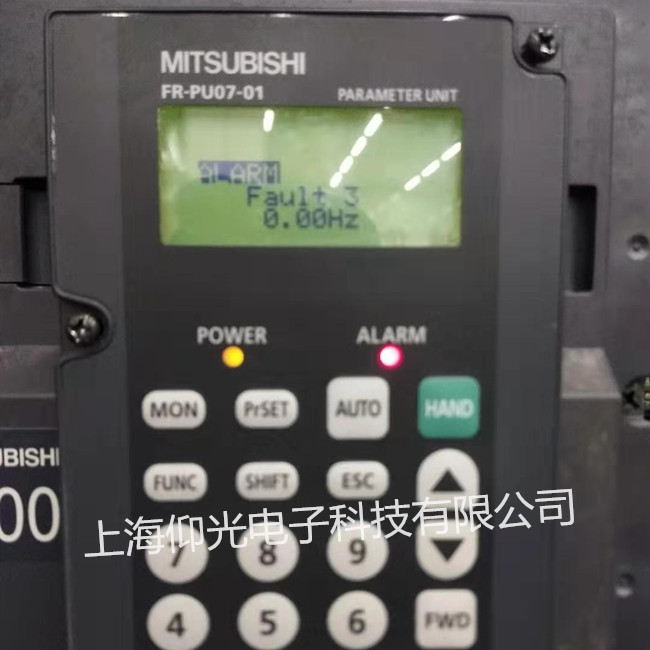 MITSUBISHI
FR-PU07-01 PARAMETER UNIT
ALARM
Fault 3
0.00Hz
POWER ALARM
MON PrSET AUTO HAND
UBISHI
FUNC SHIFT ESC
00
上海仰光电子科技有限公司
7 8 9
4 5 6 FWD